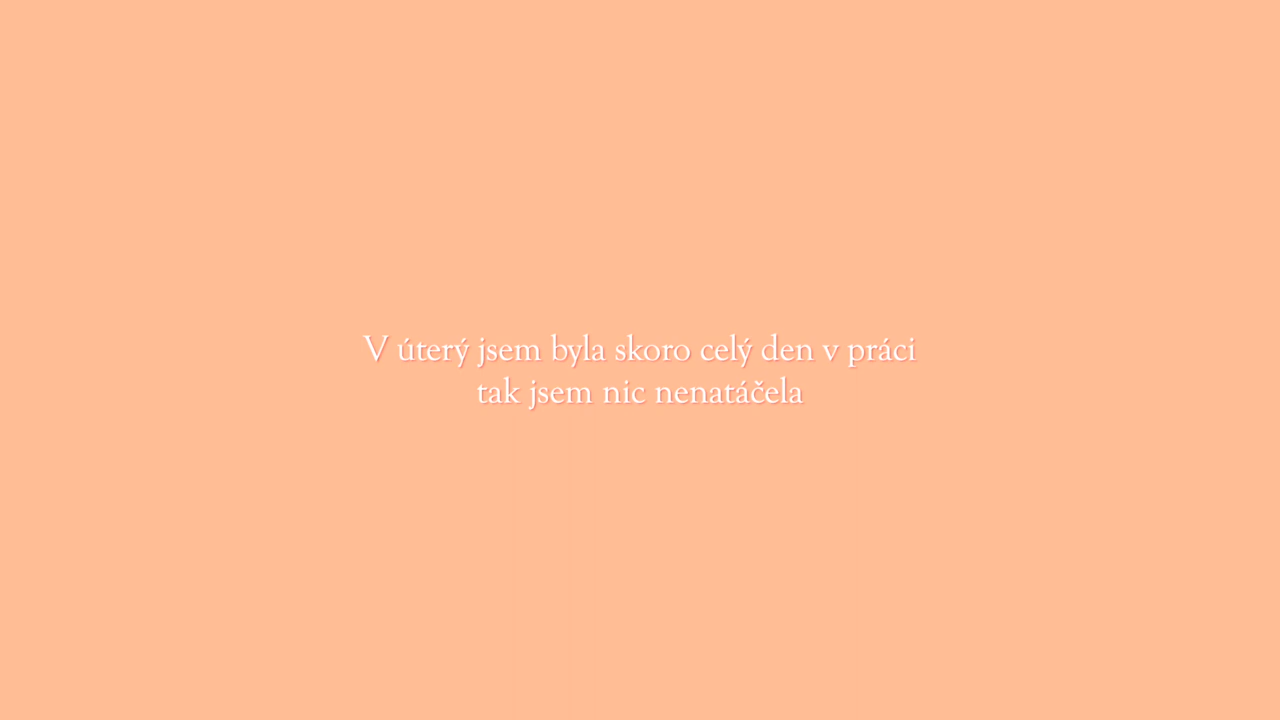 V úterý jsem byla skoro celý den v práci
tak jsem nic nenatáčela